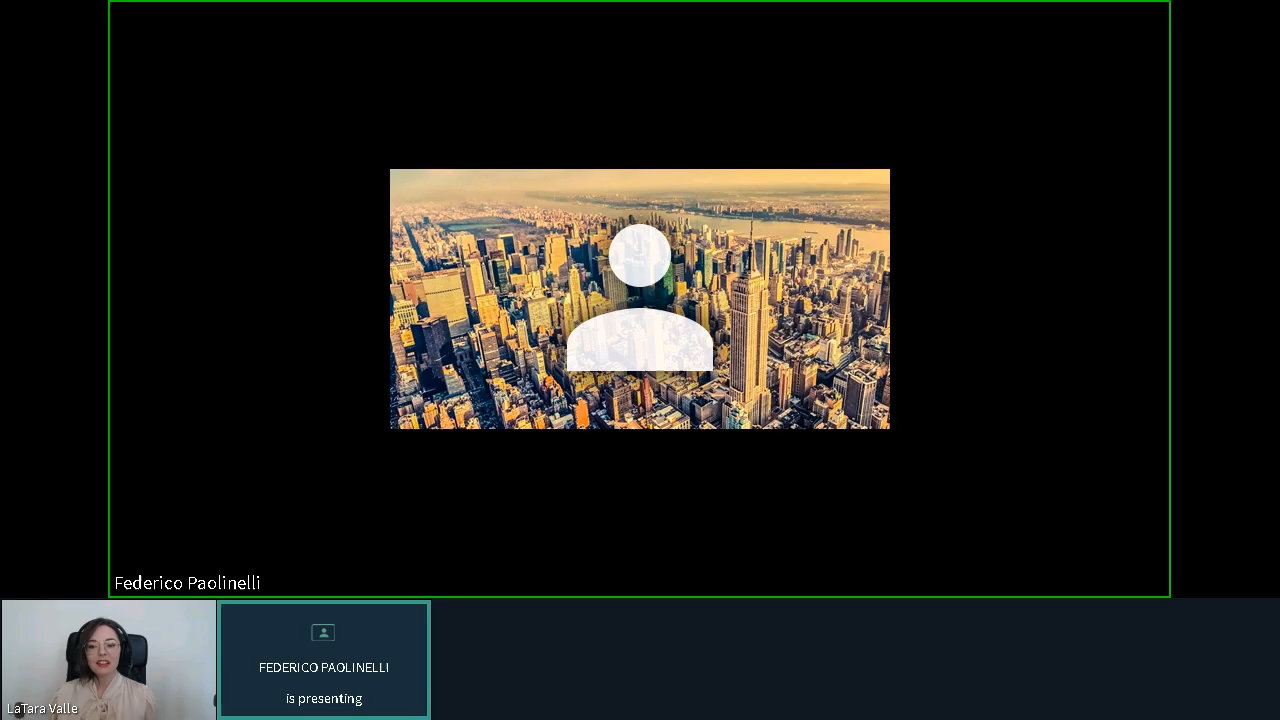 Federico Paolinelli
LaTara Valle
FEDERICO PAOLINELLI
is presenting